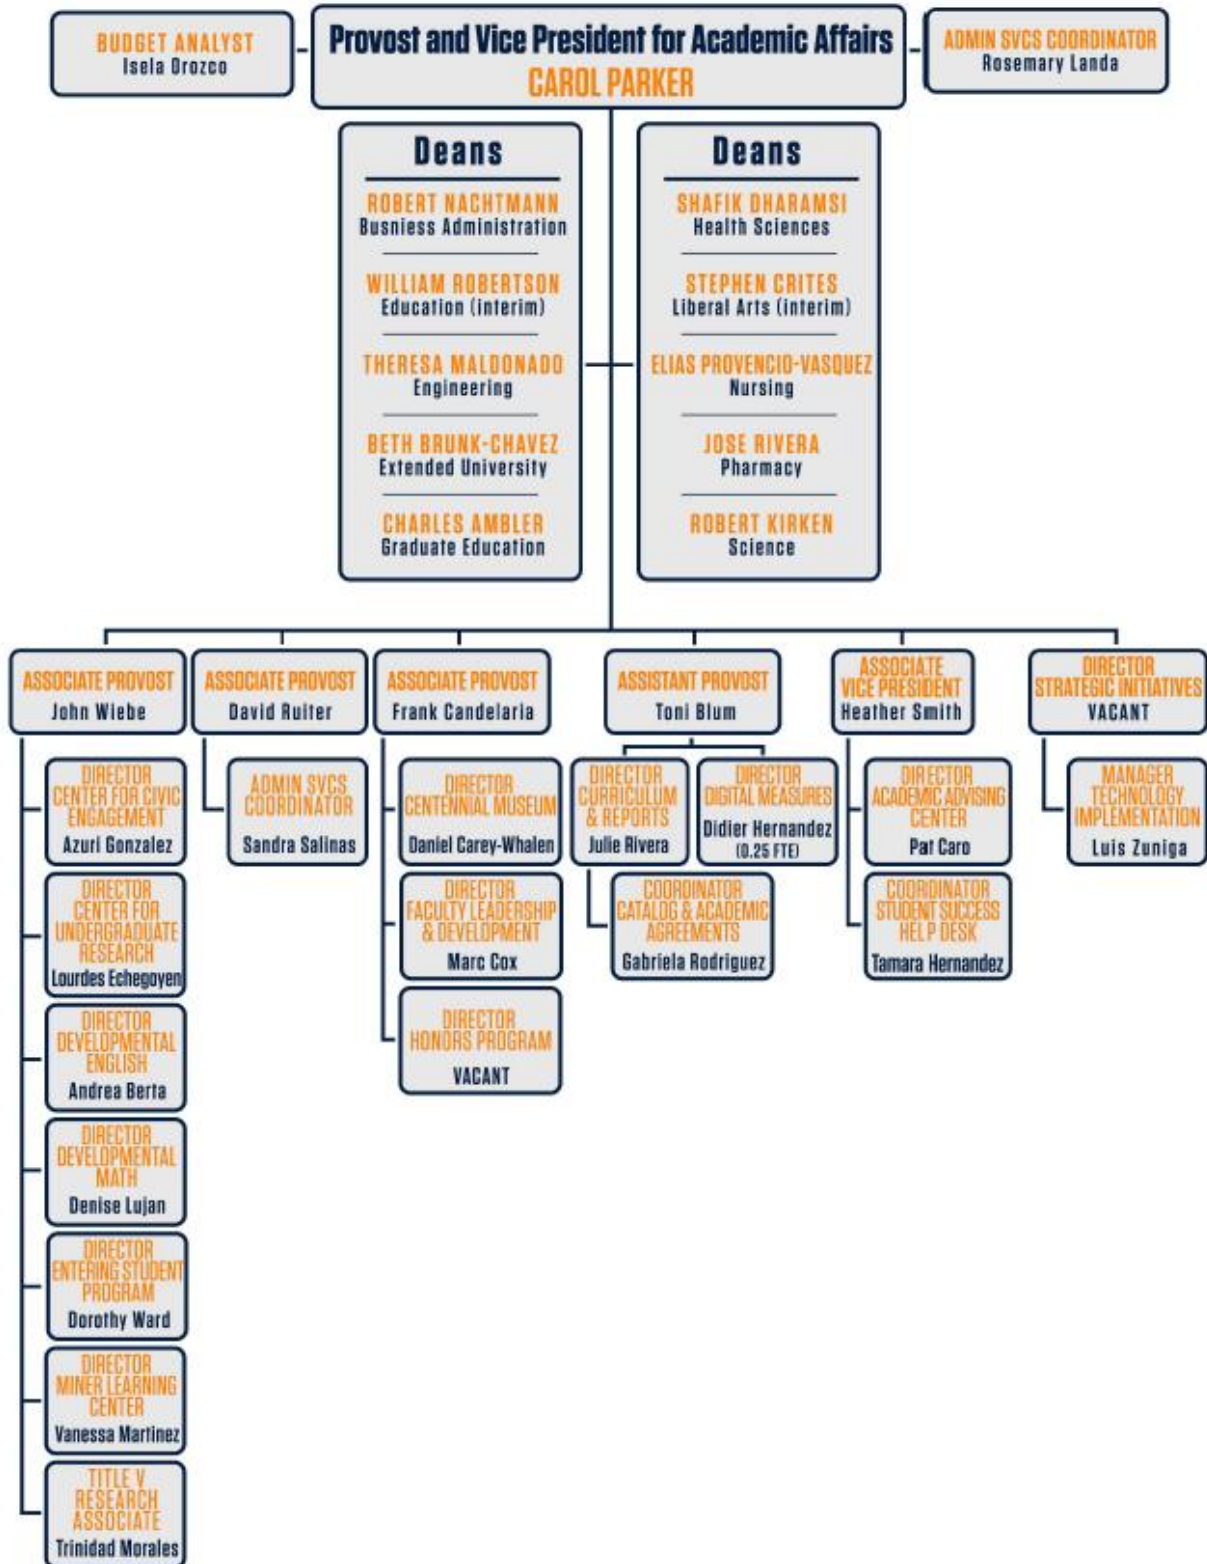 BUDGET ANALYST
Isela Orozco
Provost and Vice President for Academic Affairs
CAROL PARKER
ADMIN SVCS COORDINATOR
Rosemary Landa
Deans
ROBERT NACHTMANN
Busniess Administration
WILLIAM ROBERTSON
Education (interim)
THERESA MALDONADO
Engineering
BETH BRUNK-CHAVEZ
Extended University
CHARLES AMBLER
Graduate Education
Deans
SHAFIK DHARAMSI
Health Sciences
STEPHEN CRITES
Liberal Arts (interim)
ELIAS PROVENCIO-VASQUEZ
Nursing
JOSE RIVERA
Pharmacy
ROBERT KIRKEN
Science
ASSOCIATE PROVOST
John Wiebe
DIRECTOR
CENTER FOR CIVIC
ENGAGEMENT
Azuri Gonzalez
DIRECTOR
CENTER FOR
UNDERGRADUATE
RESEARCH
Lourdes Echegoyen
DIRECTOR
DEVELOPMENTAL
ENGLISH
Andrea Berta
DIRECTOR
DEVELOPMENTAL
MATH
Denise Lujan
DIRECTOR
ENTERING STUDENT
PROGRAM
Dorothy Ward
DIRECTOR
MINER LEARNING
CENTER
Vanessa Martinez
TITLE V
RESEARCH
ASSOCIATE
Trinidad Morales
ASSOCIATE PROVOST
David Ruiter
ADMIN SVCS
COORDINATOR
Sandra Salinas
ASSOCIATE PROVOST
Frank Candelaria
DIRECTOR
CENTENNIAL MUSEUM
Daniel Carey-Whalen
DIRECTOR
FACULTY LEADERSHIP
& DEVELOPMENT
Marc Cox
DIRECTOR
HONORS PROGRAM
VACANT
ASSISTANT PROVOST
Toni Blum
DIRECTOR
CURRICULUM
& REPORTS
Julie Rivera
DIRECTOR
DIGITAL MEASURES
Didier Hernandez
(0.25 FTE)
COORDINATOR
CATALOG & ACADEMIC
AGREEMENTS
Gabriela Rodriguez
ASSOCIATE
VICE PRESIDENT
Heather Smith
DIRECTOR
ACADEMIC ADVISING
CENTER
Pat Caro
COORDINATOR
STUDENT SUCCESS
HELP DESK
Tamara Hernandez
DIRECTOR
STRATEGIC INITIATIVES
VACANT
MANAGER
TECHNOLOGY
IMPLEMENTATION
Luis Zuniga